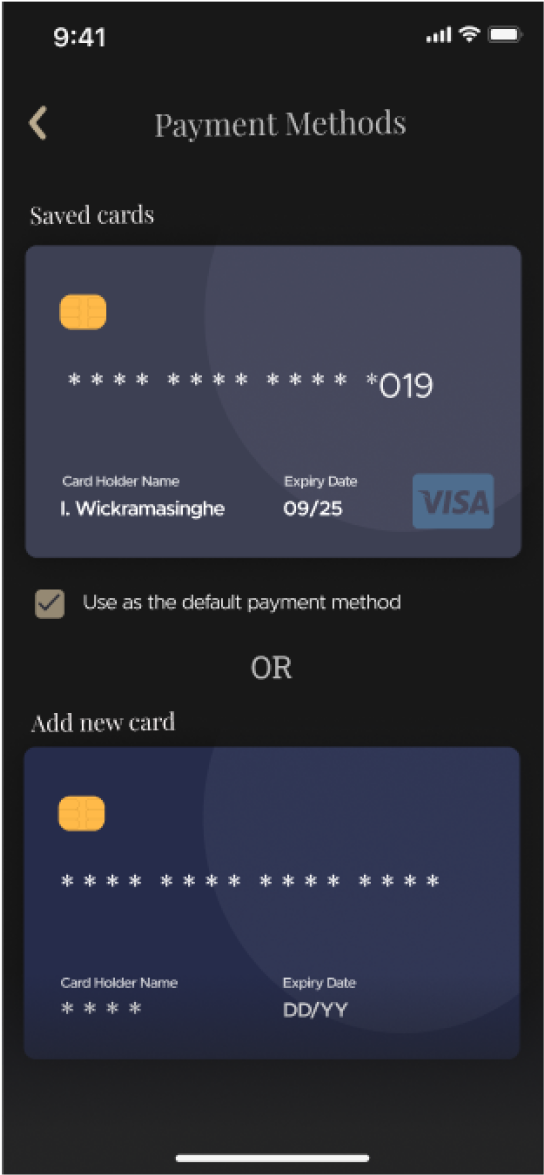 9:41
Payment Methods
Saved cards
* * * * * * * * * * * * *019
Card Holder Name Expiry Date
I. Wickramasinghe 09/25
VISA
Use as the default payment method
OR
Add new card
* * * * * * * * * * * * * * * *
Card Holder Name Expiry Date
* * * * DD/YY